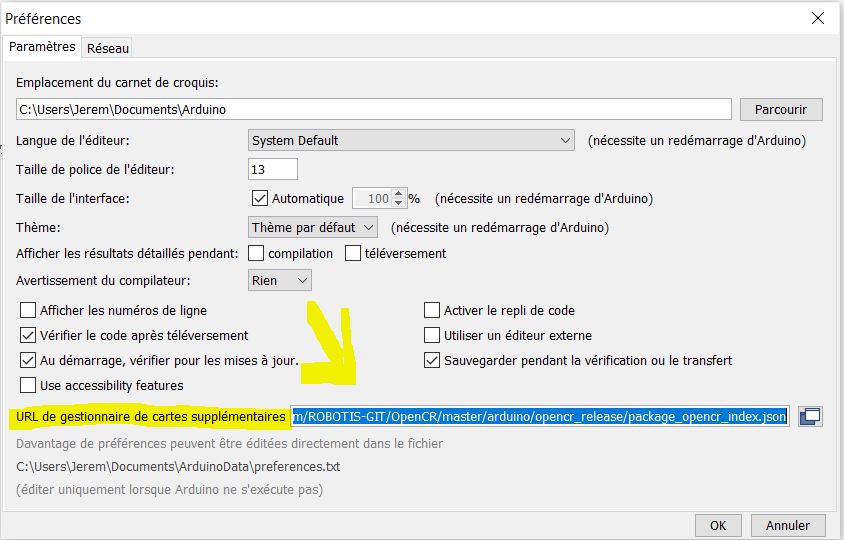 Préférences
Paramètres Réseau
Emplacement du carnet de croquis:
C:\Users\Jerem\Documents\Arduino Parcourir
Langue de l'éditeur: System Default (nécessite un redémarrage d'Arduino)
Taille de police de l'éditeur: 13
Taille de l'interface: Automatique 100 % (nécessite un redémarrage d'Arduino)
Thème: Thème par défaut (nécessite un redémarrage d'Arduino)
Afficher les résultats détaillés pendant: compilation téléversement
Avertissement du compilateur: Rien
Afficher les numéros de ligne Activer le repli de code
Vérifier le code après téléversement Utiliser un éditeur externe
Au démarrage, vérifier pour les mises à jour. Sauvegarder pendant la vérification ou le transfert
Use accessibility features
URL de gestionnaire de cartes supplémentaires m/ROBOTIS-GIT/OpenCR/master/arduino/opencr_release/package_opencr_index.json
Davantage de préférences peuvent être éditées directement dans le fichier
C:\Users\Jerem\Documents\ArduinoData\preferences.txt
(éditer uniquement lorsque Arduino ne s'exécute pas)
OK Annuler